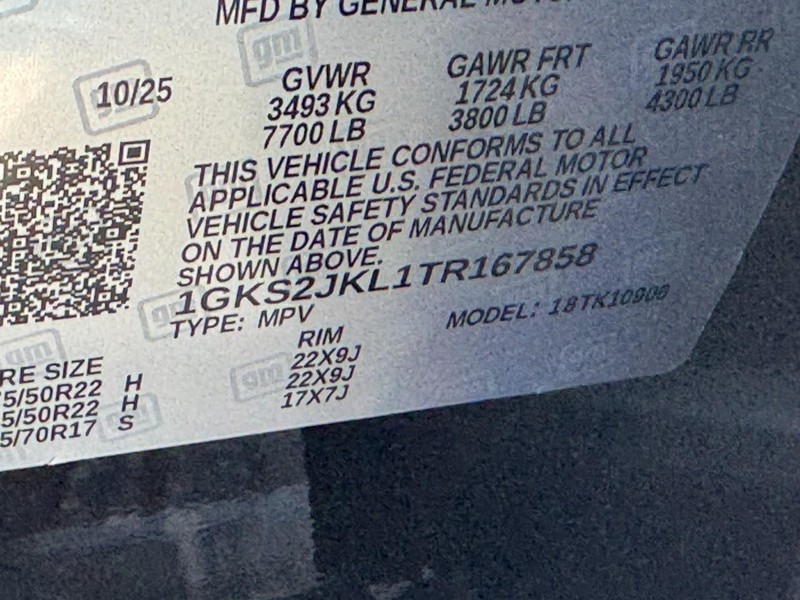 MFD BY GENERAL
10/25 GVWR GAWR FRT GAWR RR
3493 KG 1724 KG 1950 KG
7700 LB 3800 LB 4300 LB
THIS VEHICLE CONFORMS TO ALL
APPLICABLE U.S. FEDERAL MOTOR
VEHICLE SAFETY STANDARDS IN EFFECT
ON THE DATE OF MANUFACTURE
SHOWN ABOVE.
1GKS2JKL1TR167858
TYPE: MPV MODEL: 18TK10906
RE SIZE RIM
5/50R22 H 22X9J
5/50R22 H 22X9J
5/70R17 S 17X7J
gm